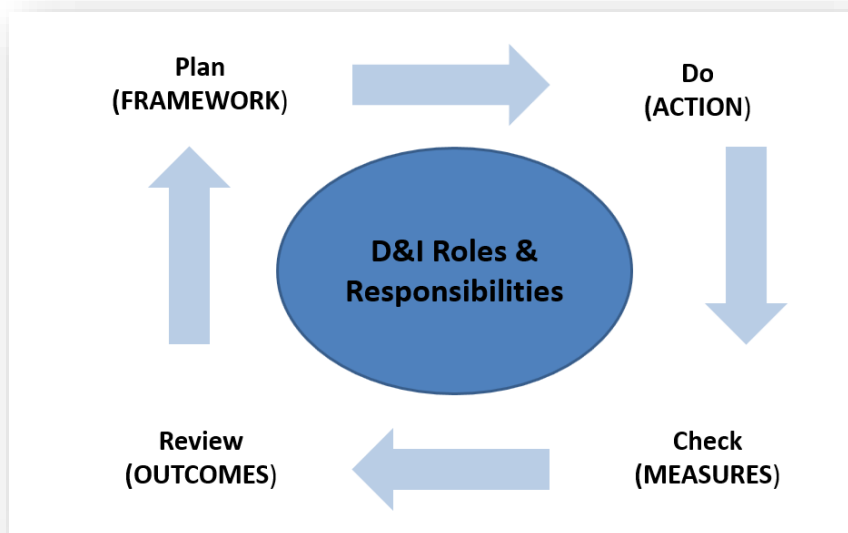 Plan
(FRAMEWORK)
Do
(ACTION)
D&I Roles &
Responsibilities
Review
(OUTCOMES)
Check
(MEASURES)